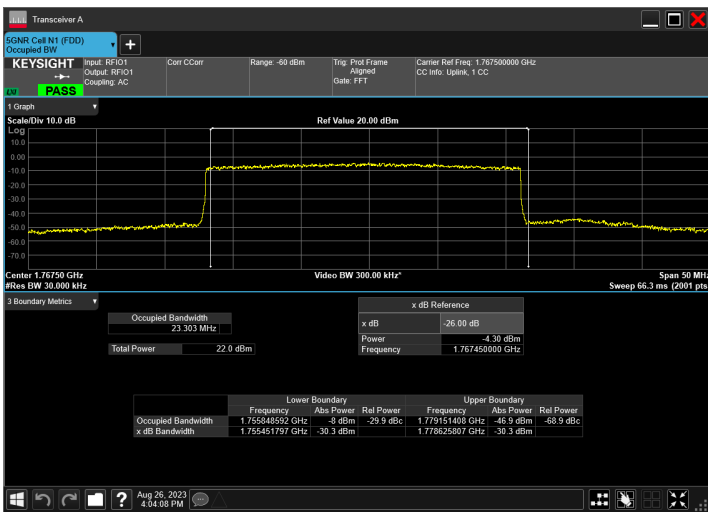 Transceiver A
5GNR Cell N1 (FDD)
Occupied BW
KEYSIGHT
Input: RFIO1
Output: RFIO1
Coupling: AC
Corr CCorr
Range: -60 dBm
Trig: Prot Frame
Aligned
Gate: FFT
Carrier Ref Freq: 1.767500000 GHz
CC Info: Uplink, 1 CC
PASS
1 Graph
Scale/Div 10.0 dB
Ref Value 20.00 dBm
Log
10.0
0.00
-10.0
-20.0
-30.0
-40.0
-50.0
-60.0
-70.0
Center 1.76750 GHz
Video BW 300.00 kHz*
Span 50 MHz
#Res BW 30.000 kHz
Sweep 66.3 ms (2001 pts
3 Boundary Metrics
Occupied Bandwidth
23.303 MHz
Total Power 22.0 dBm
x dB Reference
x dB -26.00 dB
Power -4.30 dBm
Frequency 1.767450000 GHz
Lower Boundary Upper Boundary
Frequency Abs Power Rel Power Frequency Abs Power Rel Power
Occupied Bandwidth 1.755848592 GHz -8 dBm -29.9 dBc 1.779151408 GHz -46.9 dBm -68.9 dBc
x dB Bandwidth 1.755451797 GHz -30.3 dBm 1.778625807 GHz -30.3 dBm
Aug 26, 2023
4:04:08 PM